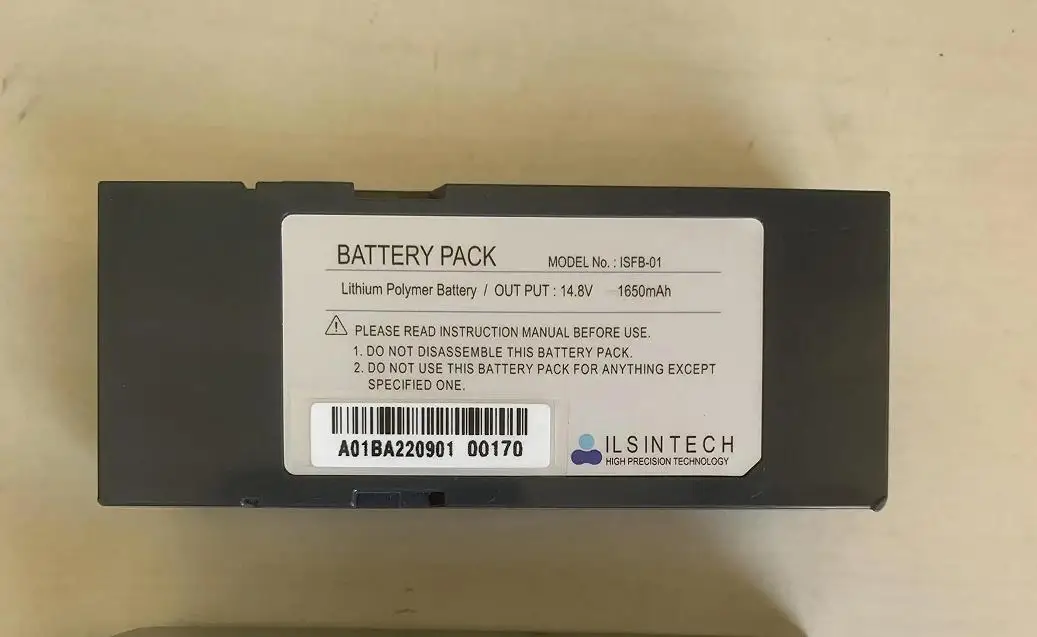 BATTERY PACK MODEL No. : ISFB-01
Lithium Polymer Battery / OUT PUT : 14.8V 1650mAh
PLEASE READ INSTRUCTION MANUAL BEFORE USE.
1. DO NOT DISASSEMBLE THIS BATTERY PACK.
2. DO NOT USE THIS BATTERY PACK FOR ANYTHING EXCEPT
SPECIFIED ONE.
A01BA220901 00170
ILSINTECH
HIGH PRECISION TECHNOLOGY